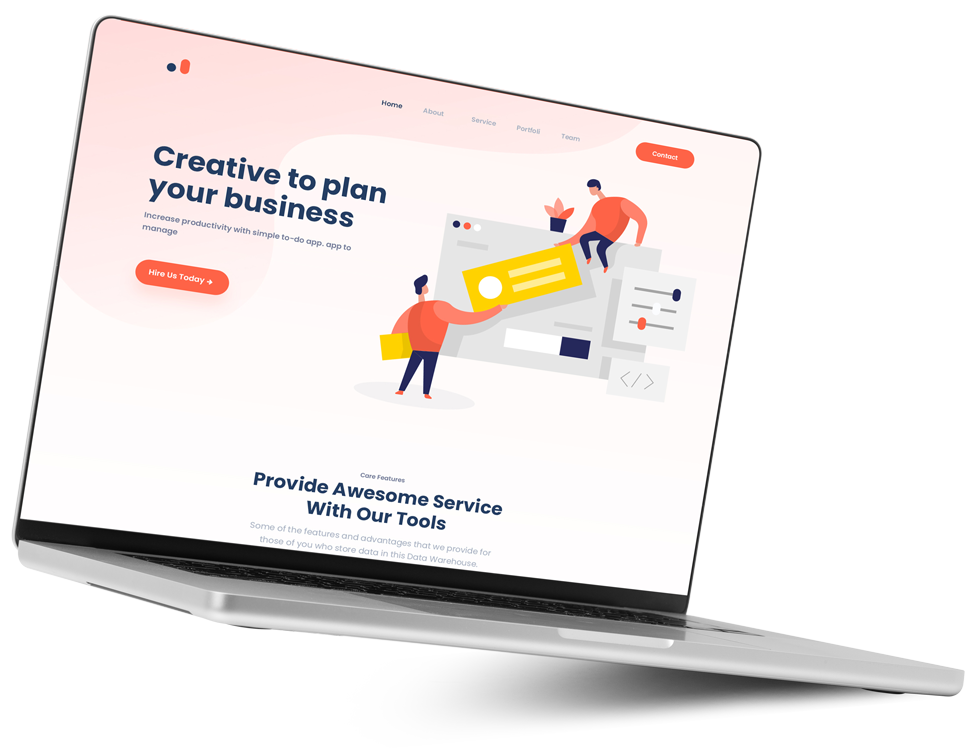 Home About Service Portfoli Team
Contact
Creative to plan
your business
Increase productivity with simple to-do app. app to
manage
Hire Us Today →
</>
Care Features
Provide Awesome Service
With Our Tools
Some of the features and advantages that we provide for
those of you who store data in this Data Warehouse.